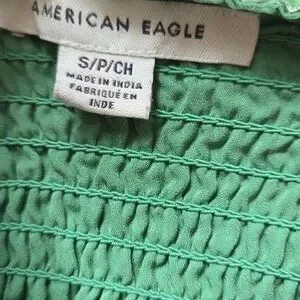 AMERICAN EAGLE
S/P/CH
MADE IN INDIA
FABRIQUÉ EN
INDE